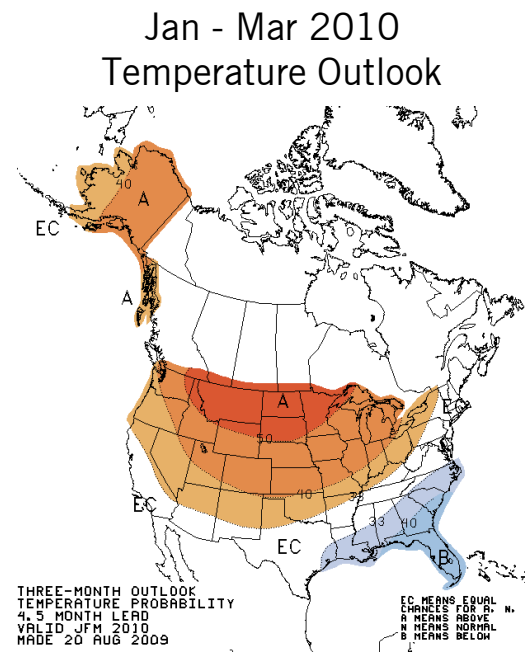 Jan - Mar 2010
Temperature Outlook
40
A
EC
A
A
EC
50
40
33
EC
33
40
EC
B
THREE-MONTH OUTLOOK
TEMPERATURE PROBABILITY
4.5 MONTH LEAD
VALID JFM 2010
MADE 20 AUG 2009
EC MEANS EQUAL
CHANCES FOR A, N,
A MEANS ABOVE
N MEANS NORMAL
B MEANS BELOW